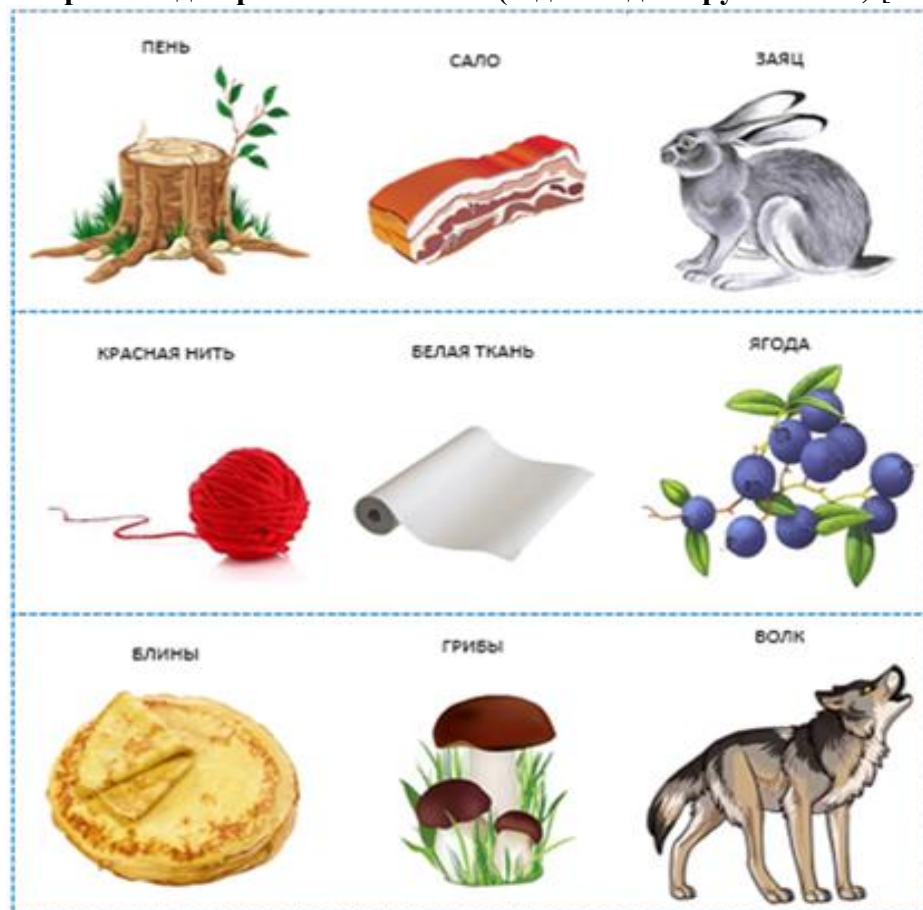 ПЕНЬ
САЛО
ЗАЯЦ
КРАСНАЯ НИТЬ
БЕЛАЯ ТКАНЬ
ЯГОДА
БЛИНЫ
ГРИБЫ
ВОЛК